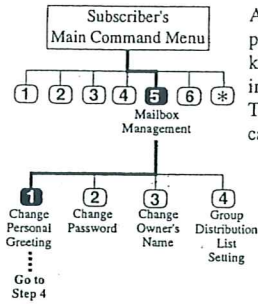 Subscriber's
Main Command Menu
1 2 3 4 5 6 *
Mailbox
Management
1 2 3 4
Change Personal Greeting
Change Password
Change Owner's Name
Group Distribution List Setting
Go to
Step 4